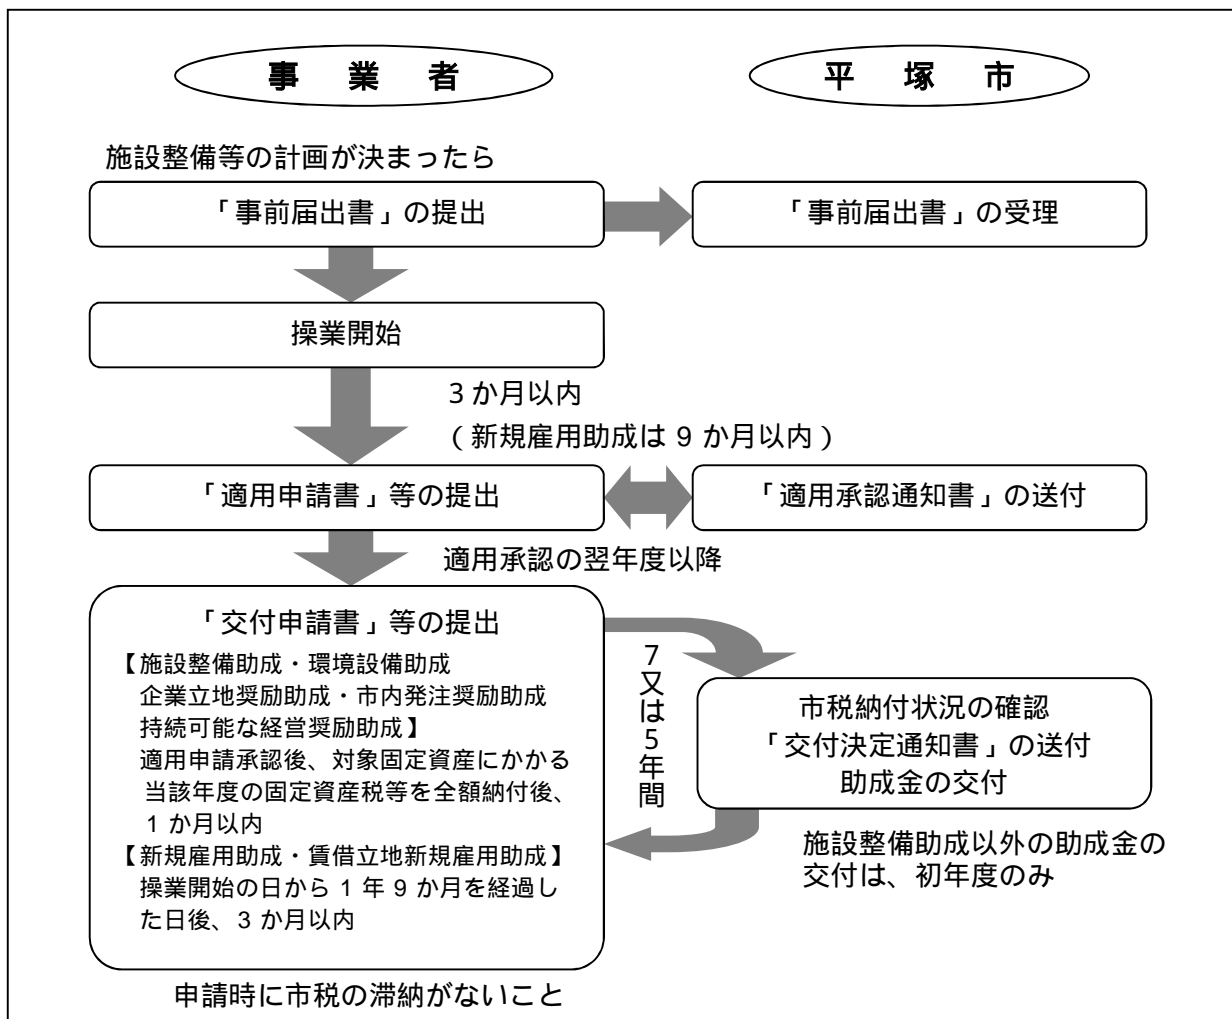 事業者
平塚市
施設整備等の計画が決まったら
「事前届出書」の提出
「事前届出書」の受理
操業開始
3か月以内
（新規雇用助成は9か月以内）
「適用申請書」等の提出
「適用承認通知書」の送付
適用承認の翌年度以降
「交付申請書」等の提出
【施設整備助成・環境設備助成
企業立地奨励助成・市内発注奨励助成
持続可能な経営奨励助成】
適用申請承認後、対象固定資産にかかる
当該年度の固定資産税等を全額納付後、
1か月以内
【新規雇用助成・賃借立地新規雇用助成】
操業開始の日から1年9か月を経過し
た日後、3か月以内
7又は5年間
市税納付状況の確認
「交付決定通知書」の送付
助成金の交付
施設整備助成以外の助成金の
交付は、初年度のみ
申請時に市税の滞納がないこと